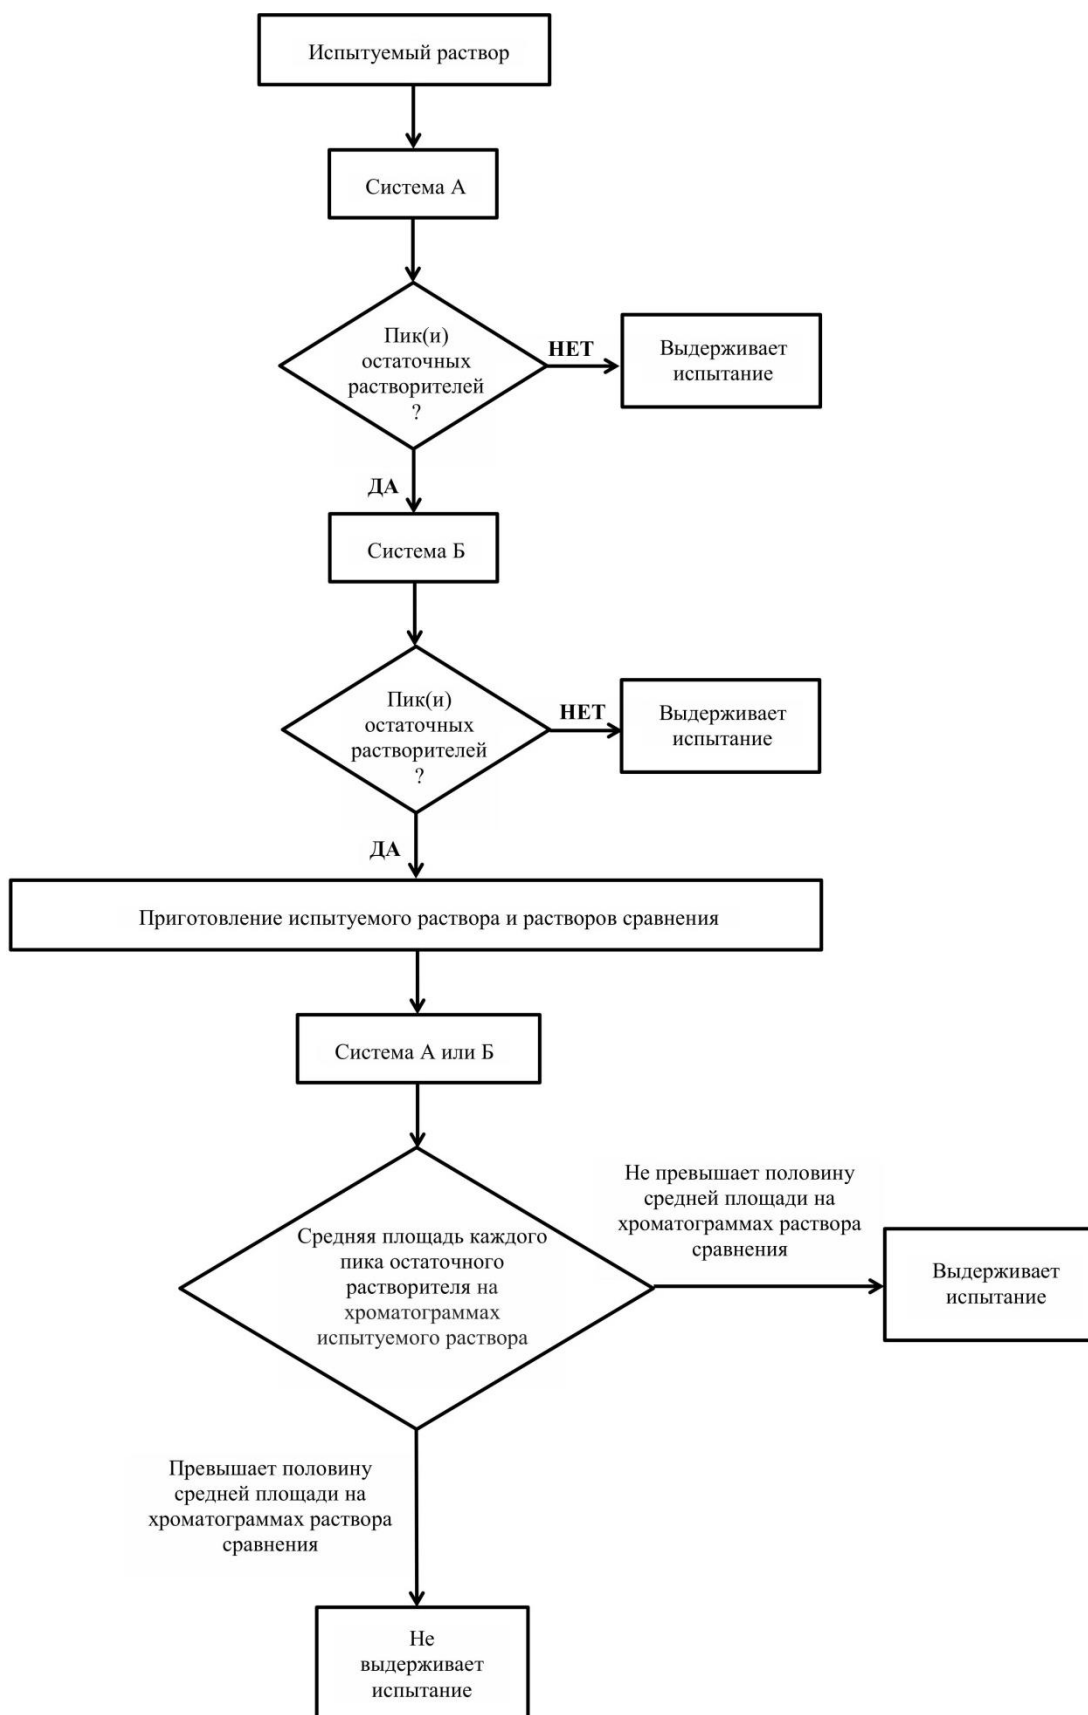 Испытуемый раствор
Система А
Пик(и)
остаточных
растворителей
?
НЕТ
Выдерживает
испытание
ДА
Система Б
Пик(и)
остаточных
растворителей
?
НЕТ
Выдерживает
испытание
ДА
Приготовление испытуемого раствора и растворов сравнения
Система А или Б
Средняя площадь каждого
пика остаточного
растворителя на
хроматограммах
испытуемого раствора
Не превышает половину
средней площади на
хроматограммах раствора
сравнения
Выдерживает
испытание
Превышает половину
средней площади на
хроматограммах раствора
сравнения
Не
выдерживает
испытание